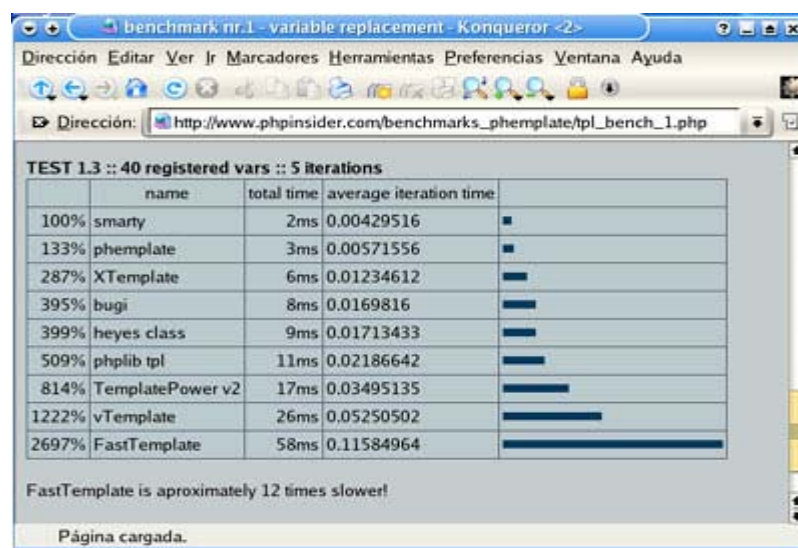 benchmark nr.1 - variable replacement - Konqueror <2>
Dirección Editar Ver Ir Marcadores Herramientas Preferencias Ventana Ayuda
Dirección: http://www.phpinsider.com/benchmarks_phemplate/tpl_bench_1.php
TEST 1.3 :: 40 registered vars :: 5 iterations
name total time average iteration time
100% smarty 2ms 0.00429516
133% phemplate 3ms 0.00571556
287% XTemplate 6ms 0.01234612
395% bugi 8ms 0.0169816
399% heyes class 9ms 0.01713433
509% phplib tpl 11ms 0.02186642
814% TemplatePower v2 17ms 0.03495135
1222% vTemplate 26ms 0.05250502
2697% FastTemplate 58ms 0.11584964
FastTemplate is aproximately 12 times slower!
Página cargada.